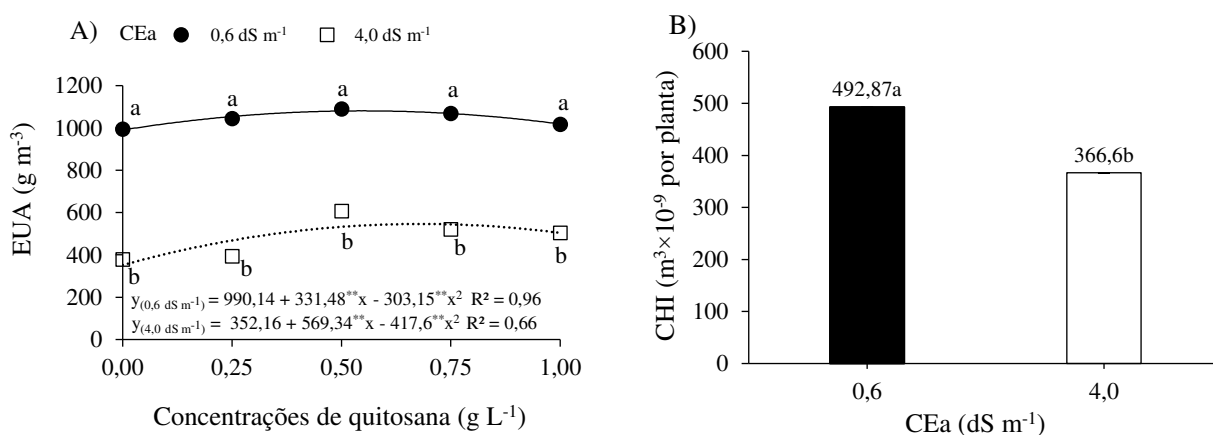 A) CEa 0,6 dS m⁻¹ 4,0 dS m⁻¹
EUA (g m⁻³)
1200
1000
800
600
400
200
0
a a a a a
b b b b b
y(0,6 dS m⁻¹) = 990,14 + 331,48**x - 303,15**x² R² = 0,96
y(4,0 dS m⁻¹) = 352,16 + 569,34**x - 417,6**x² R² = 0,66
0,00 0,25 0,50 0,75 1,00
Concentrações de quitosana (g L⁻¹)
B)
CHI (m³×10⁻⁹ por planta)
600
500
400
300
200
100
0
492,87a
366,6b
0,6 4,0
CEa (dS m⁻¹)